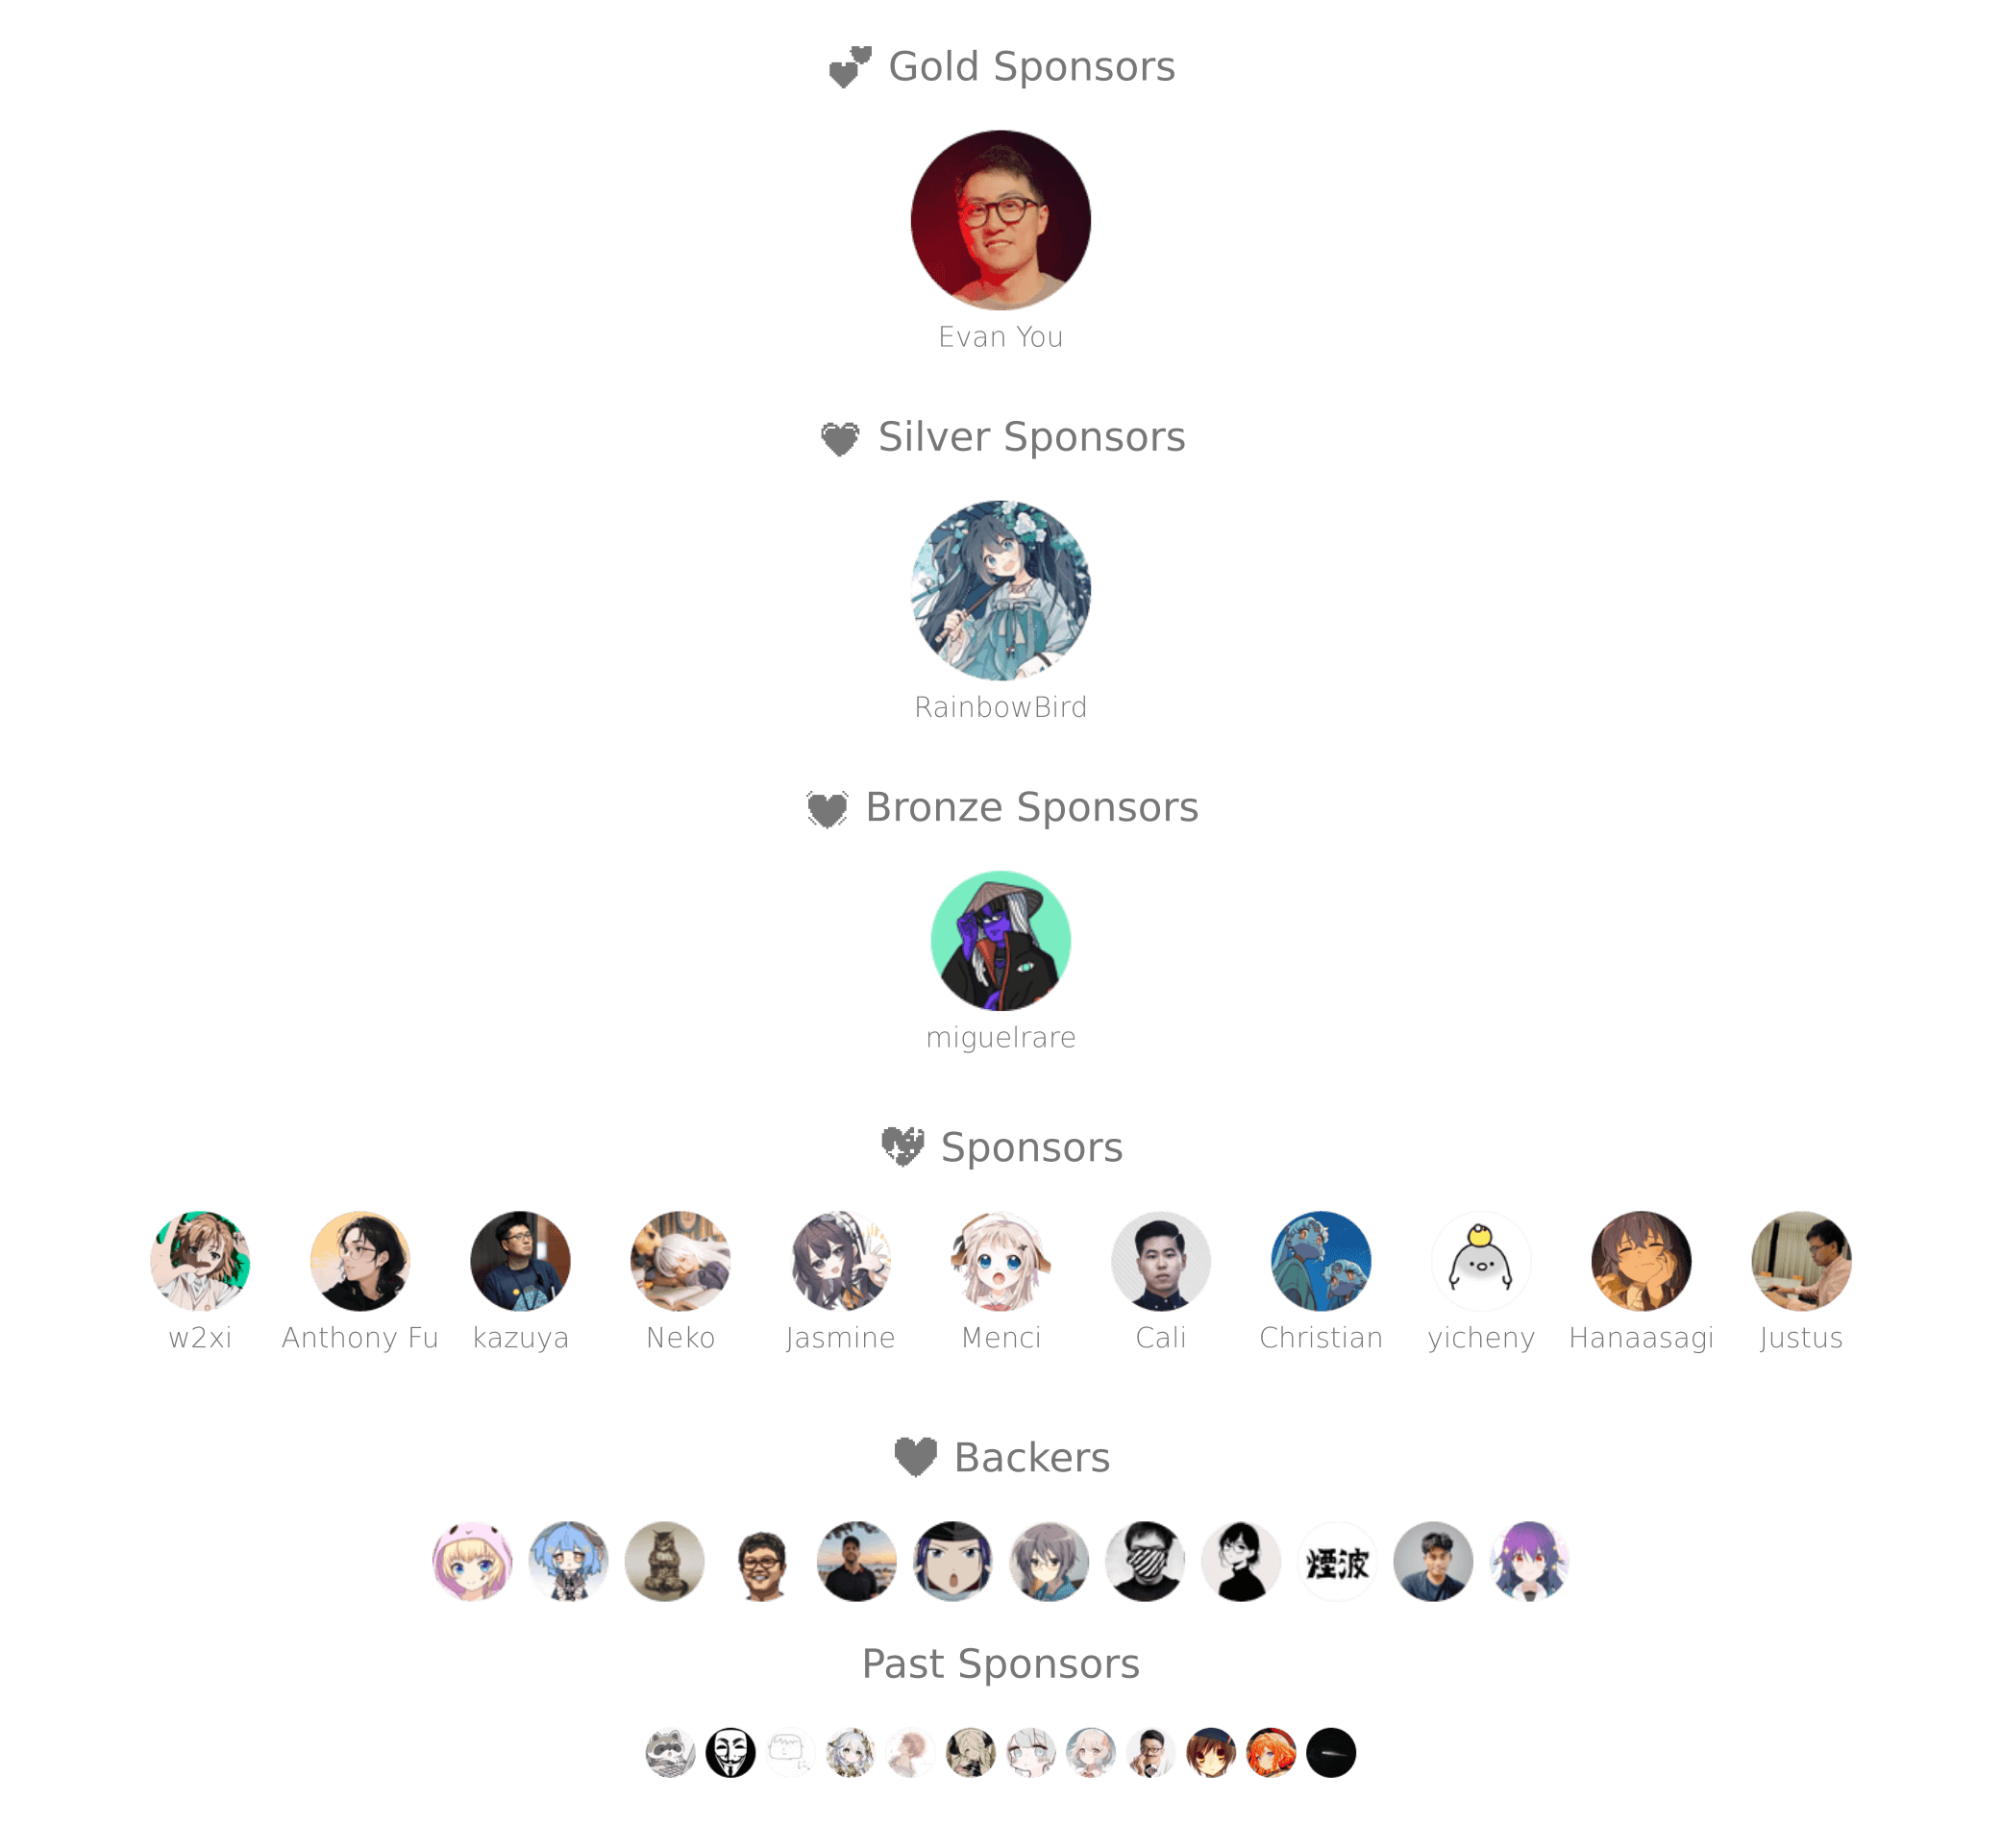 Gold Sponsors
Evan You
Silver Sponsors
RainbowBird
Bronze Sponsors
miguelrare
Sponsors
w2xi Anthony Fu kazuya Neko Jasmine Menci Cali Christian yicheny Hanaasagi Justus
Backers
煙波
Past Sponsors